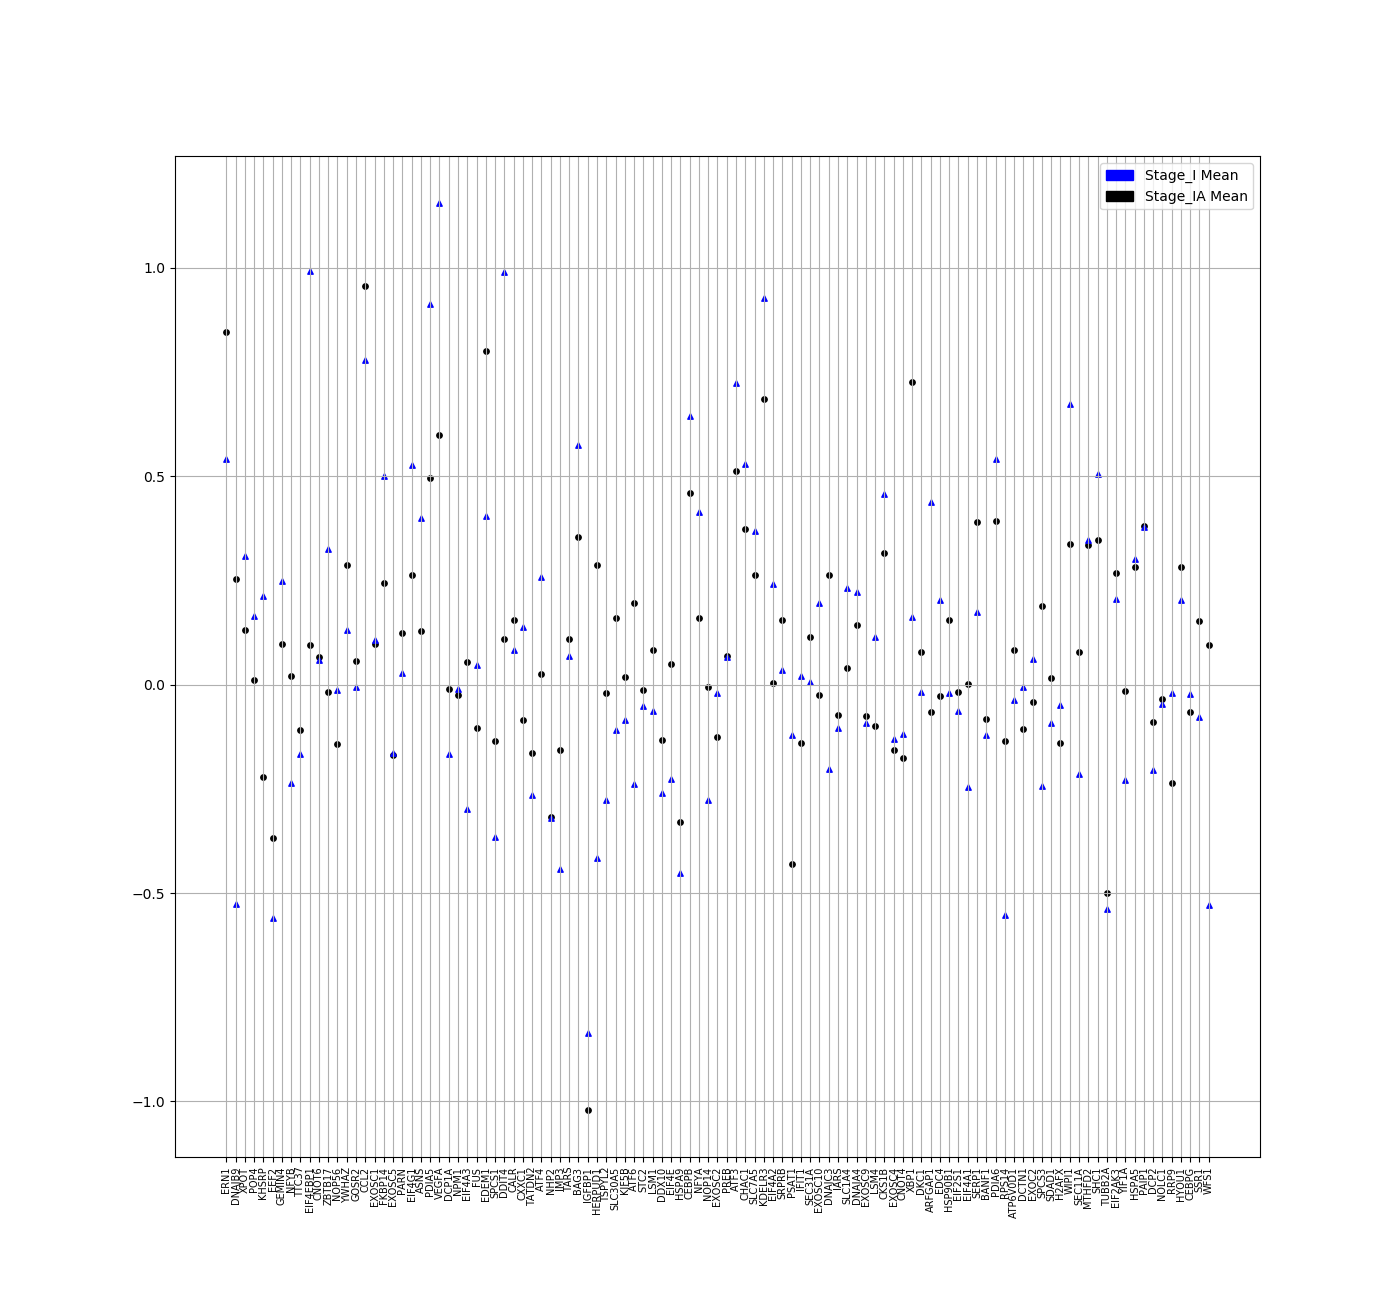 1.0
0.5
0.0
−0.5
−1.0
Stage_I Mean
Stage_IA Mean
ERN1
DNAJB9
XPOT
POP4
KHSRP
EEF2
GEMIN4
NFYB
TTC37
EIF4EBP1
CNOT6
ZBTB17
NOP56
YWHAZ
GOSR2
CCL2
EXOSC1
FKBP14
EXOSC5
PARN
EIF4G1
ASNS
PDIA5
VEGFA
DCP1A
NPM1
EIF4A3
FUS
EDEM1
SPCS1
DDIT4
CALR
CXXC1
TATDN2
ATF4
NHP2
IMP3
TARS
BAG3
IGFBP1
HERPUD1
TSPYL2
SLC30A5
KIF5B
ATF6
STC2
LSM1
DDX10
EIF4E
HSPA9
CEBPB
NFYA
NOP14
EXOSC2
PREB
ATF3
CHAC1
SLC7A5
KDELR3
EIF4A2
SRPRB
PSAT1
IFIT1
SEC31A
EXOSC10
DNAJC3
IARS
SLC1A4
DNAJA4
EXOSC9
LSM4
CKS1B
EXOSC4
CNOT4
XBP1
DKC1
ARFGAP1
EDC4
HSP90B1
EIF2S1
EIF4A1
SERP1
BANF1
PDIA6
RPS14
ATP6V0D1
DCTN1
EXOC2
SPCS3
SDAD1
H2AFX
WIPI1
SEC11A
MTHFD2
SHC1
TUBB2A
EIF2AK3
YIF1A
HSPA5
PAIP1
DCP2
NOLC1
RRP9
HYOU1
CEBPG
SSR1
WFS1